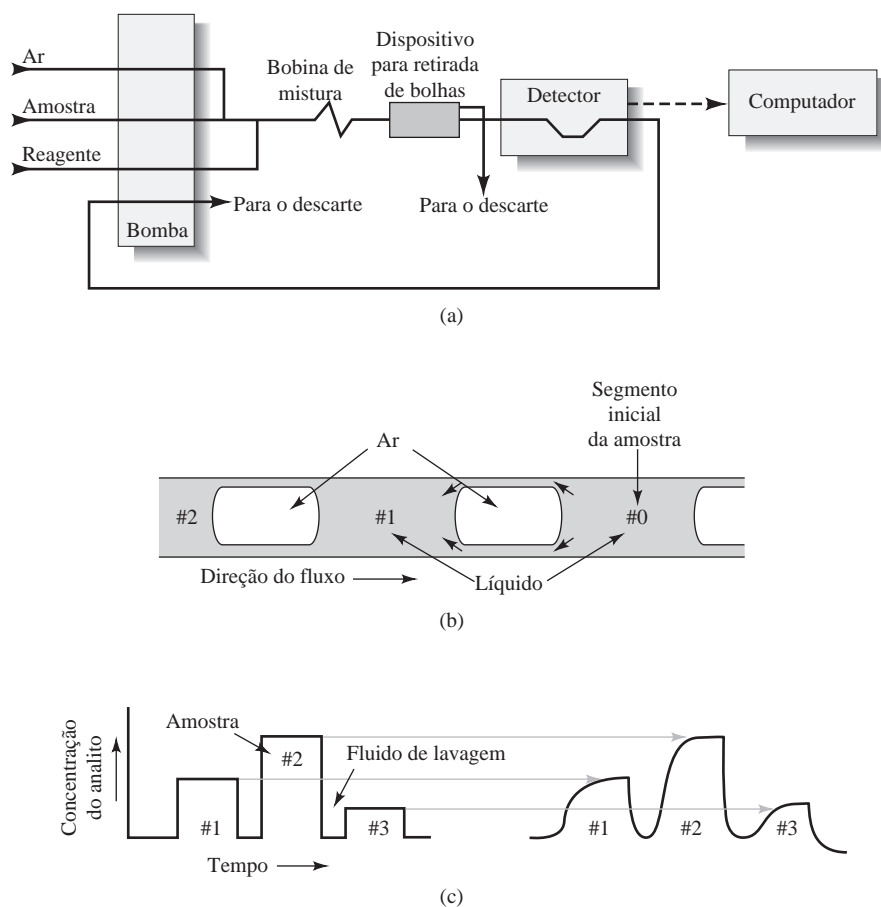 Ar
Amostra
Reagente
Bomba
Para o descarte
Bobina de
mistura
Dispositivo
para retirada
de bolhas
Para o descarte
Detector
Computador
(a)
Segmento
inicial
da amostra
Ar
#2
#1
#0
Direção do fluxo
Líquido
(b)
Concentração
do analito
Amostra
#2
Fluido de lavagem
#1
#3
Tempo
#1
#2
#3
(c)